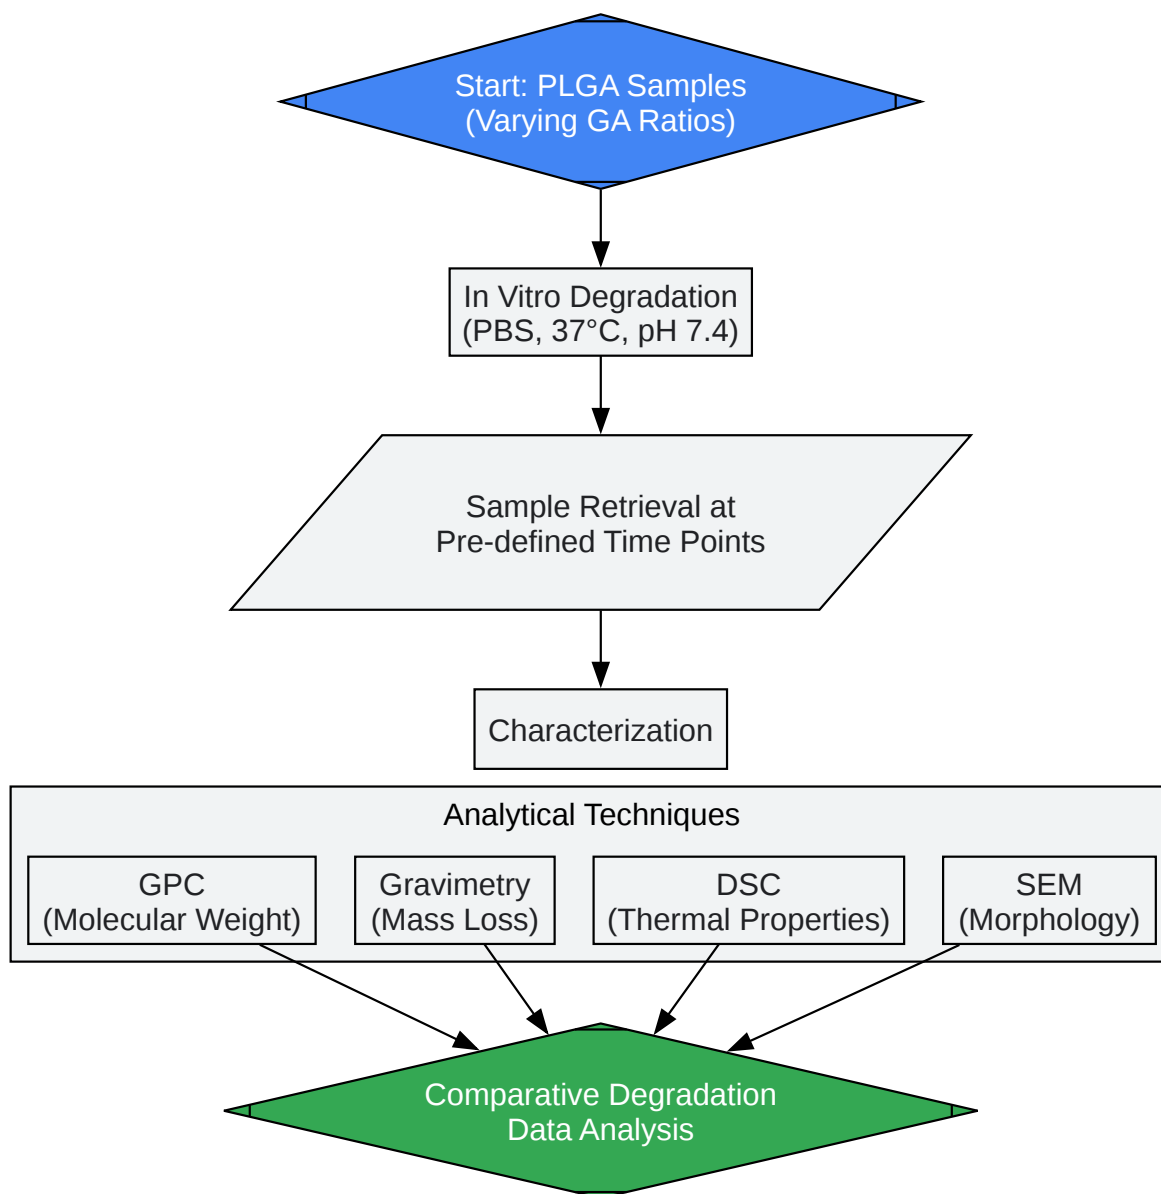 Start: PLGA Samples
(Varying GA Ratios)
In Vitro Degradation
(PBS, 37°C, pH 7.4)
Sample Retrieval at
Pre-defined Time Points
Characterization
Analytical Techniques
GPC
(Molecular Weight)
Gravimetry
(Mass Loss)
DSC
(Thermal Properties)
SEM
(Morphology)
Comparative Degradation
Data Analysis